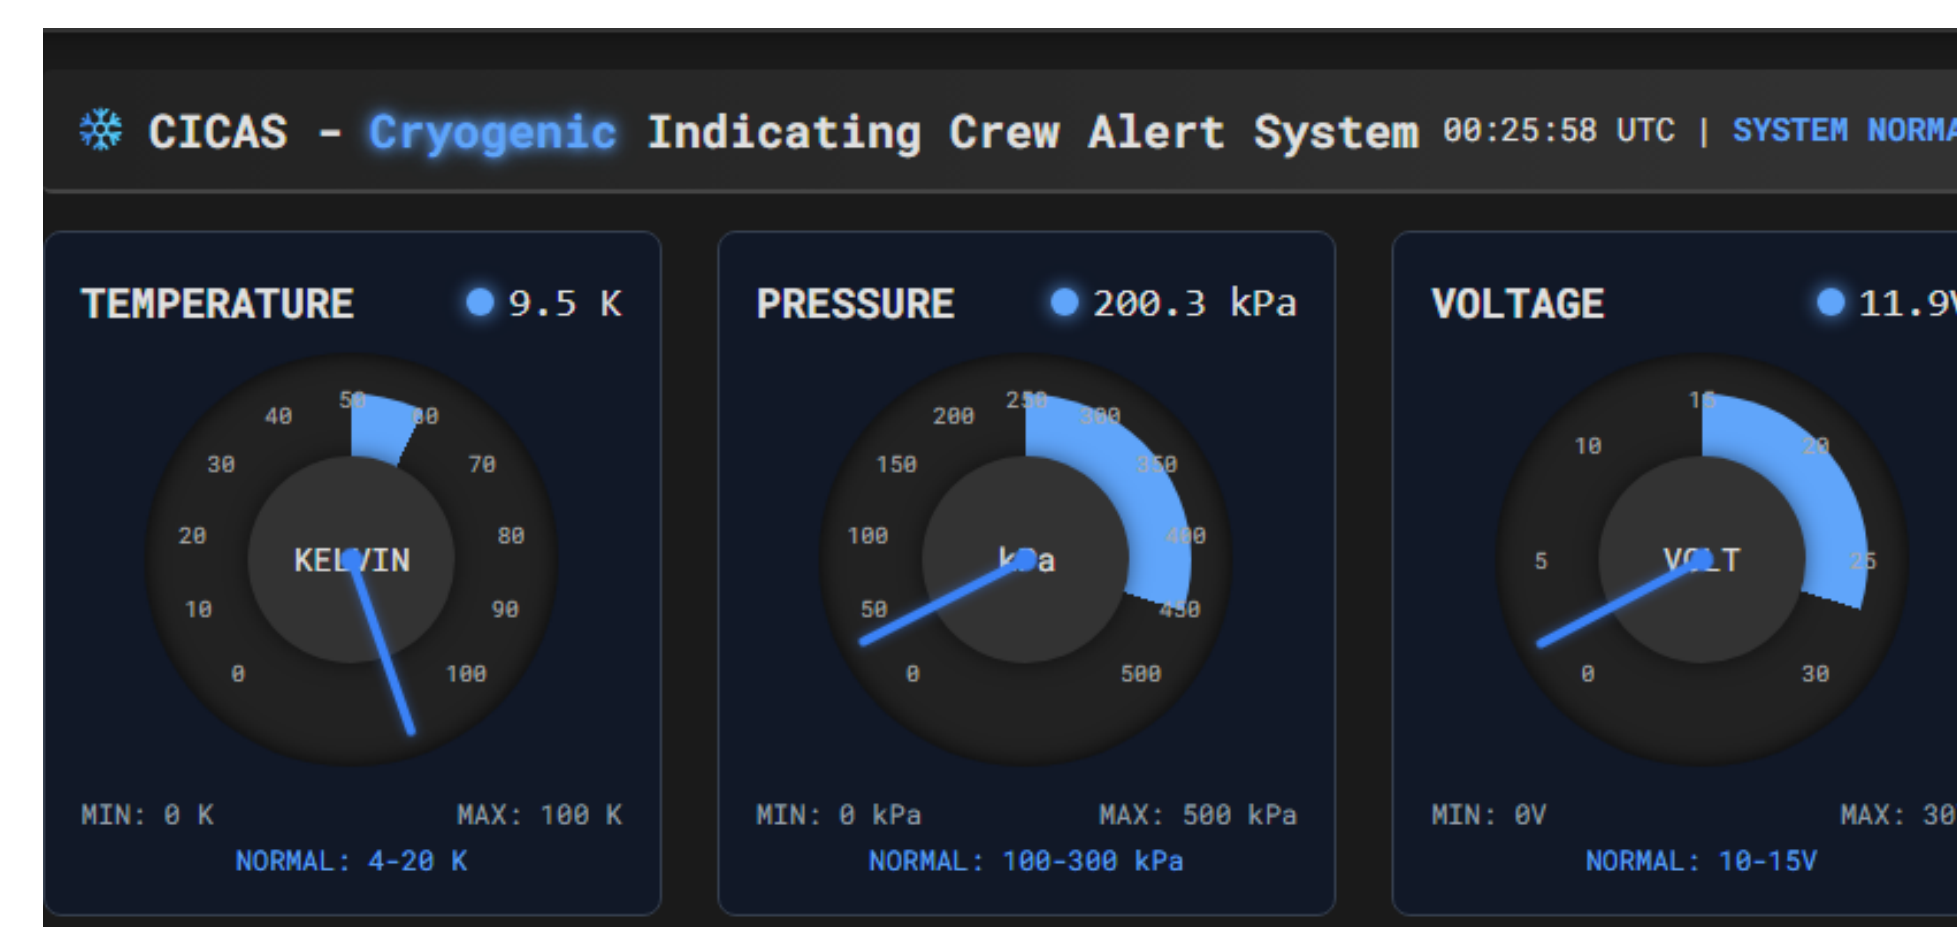 CICAS - Cryogenic Indicating Crew Alert System 00:25:58 UTC | SYSTEM NORMA
TEMPERATURE 9.5 K
50
40 60
30 70
20 80
KELVIN
10 90
0 100
MIN: 0 K MAX: 100 K
NORMAL: 4-20 K
PRESSURE 200.3 kPa
250
200 300
150 350
100 400
kPa
50 450
0 500
MIN: 0 kPa MAX: 500 kPa
NORMAL: 100-300 kPa
VOLTAGE 11.9V
15
10 20
5 VOLT 25
0 30
MIN: 0V MAX: 30
NORMAL: 10-15V